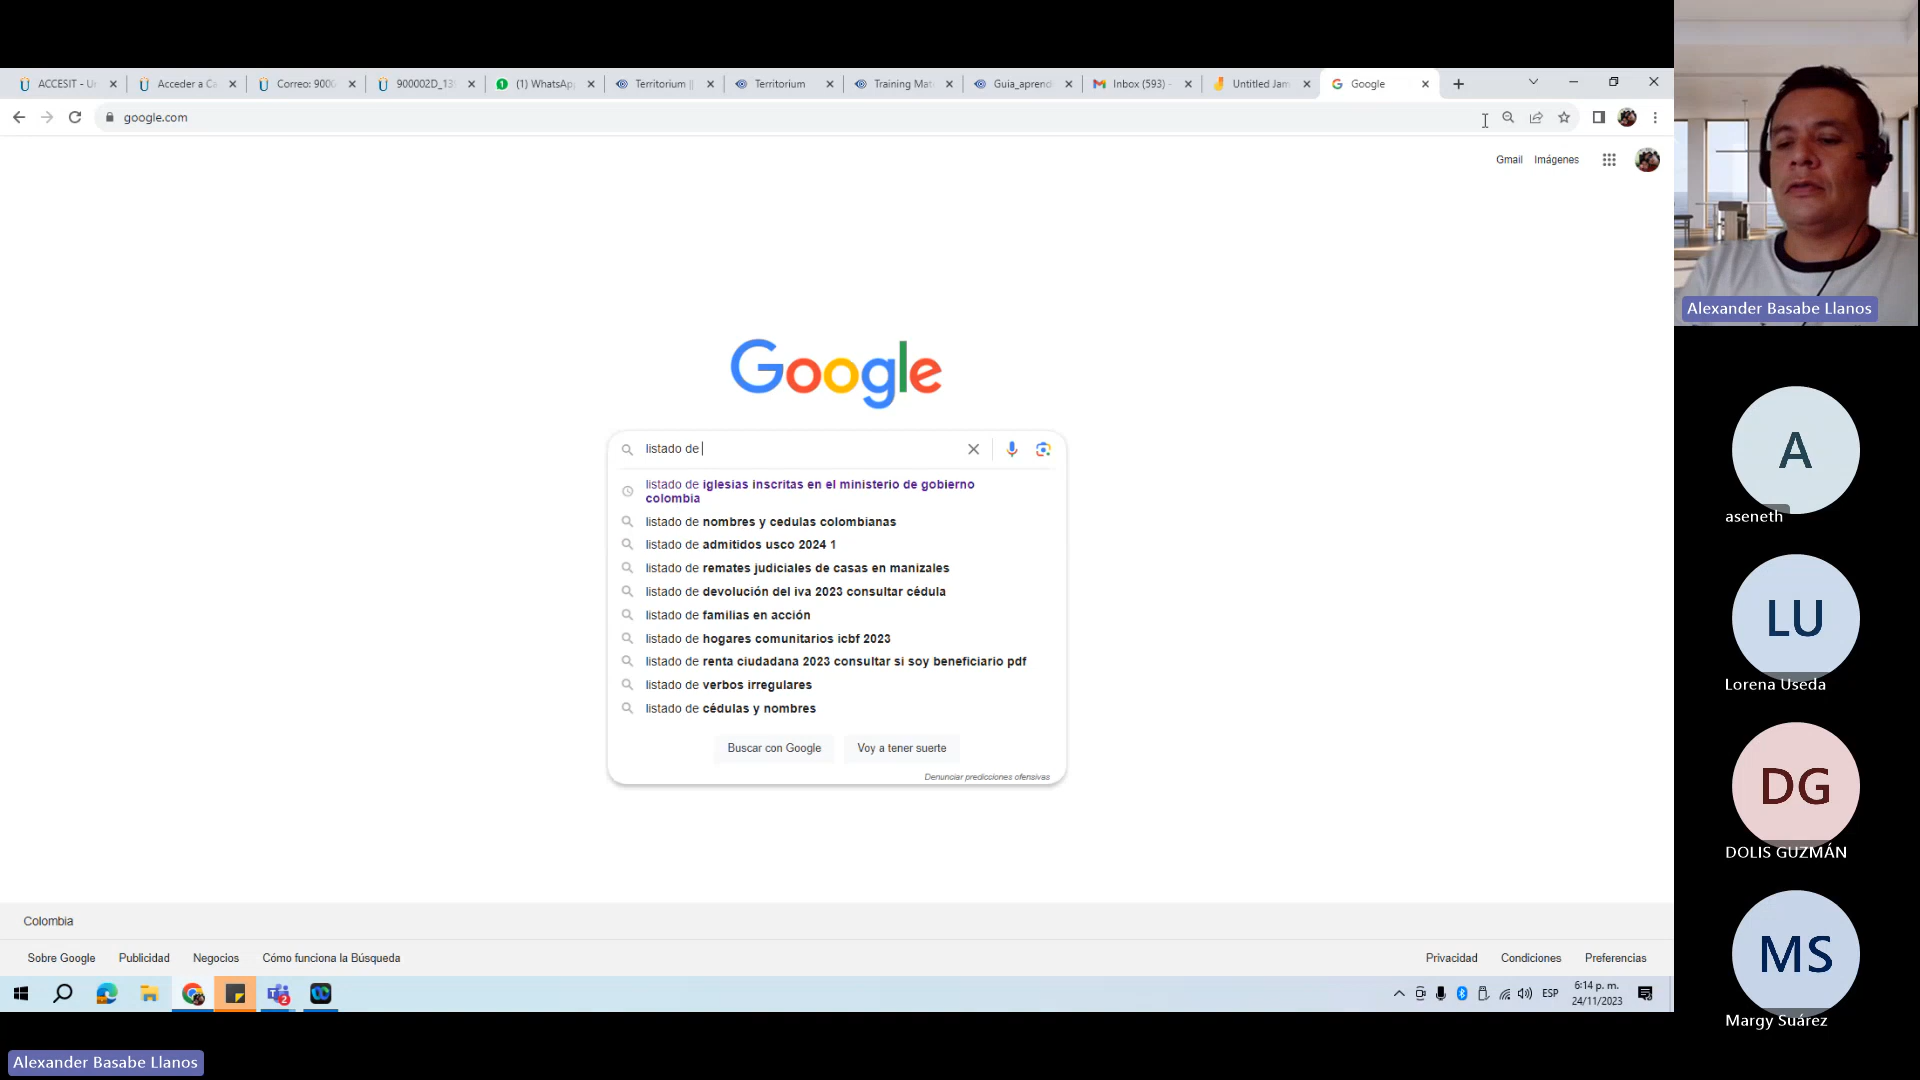 ACCESIT - U
Acceder a Ca
Correo: 900
900002D_13
(1) WhatsAp
Territorium ||
Territorium
Training Mat
Guia_aprend
Inbox (593) -
Untitled Jam
Google
google.com
Gmail
Imágenes
Google
listado de
listado de iglesias inscritas en el ministerio de gobierno
colombia
listado de nombres y cedulas colombianas
listado de admitidos usco 2024 1
listado de remates judiciales de casas en manizales
listado de devolución del iva 2023 consultar cédula
listado de familias en acción
listado de hogares comunitarios icbf 2023
listado de renta ciudadana 2023 consultar si soy beneficiario pdf
listado de verbos irregulares
listado de cédulas y nombres
Buscar con Google
Voy a tener suerte
Denunciar predicciones ofensivas
Colombia
Sobre Google
Publicidad
Negocios
Cómo funciona la Búsqueda
Privacidad
Condiciones
Preferencias
2
ESP
6:14 p. m.
24/11/2023
Alexander Basabe Llanos
Alexander Basabe Llanos
A
aseneth
LU
Lorena Useda
DG
DOLIS GUZMÁN
MS
Margy Suárez